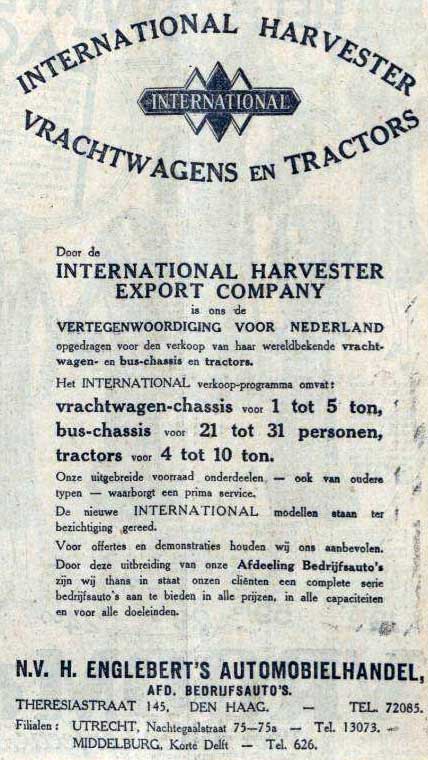 INTERNATIONAL HARVESTER
INTERNATIONAL
VRACHTWAGENS EN TRACTORS
Door de
INTERNATIONAL HARVESTER
EXPORT COMPANY
is ons de
VERTEGENWOORDIGING VOOR NEDERLAND
opgedragen voor den verkoop van haar wereldbekende vracht-
wagen- en bus-chassis en tractors.
Het INTERNATIONAL verkoop-programma omvat:
vrachtwagen-chassis voor 1 tot 5 ton,
bus-chassis voor 21 tot 31 personen,
tractors voor 4 tot 10 ton.
Onze uitgebreide voorraad onderdeelen — ook van oudere
typen — waarborgt een prima service.
De nieuwe INTERNATIONAL modellen staan ter
bezichtiging gereed.
Voor offertes en demonstraties houden wij ons aanbevolen.
Door deze uitbreiding van onze Afdeeling Bedrijfsauto's
zijn wij thans in staat onzen cliënten een complete serie
bedrijfsauto's aan te bieden in alle prijzen, in alle capaciteiten
en voor alle doeleinden.
N.V. H. ENGLEBERT'S AUTOMOBIELHANDEL,
AFD. BEDRIJFSAUTO'S.
THERESIASTRAAT 145, DEN HAAG. — TEL. 72085.
Filialen: UTRECHT, Nachtegaalstraat 75—75a — Tel. 13073. —
MIDDELBURG, Korte Delft — Tel. 626.